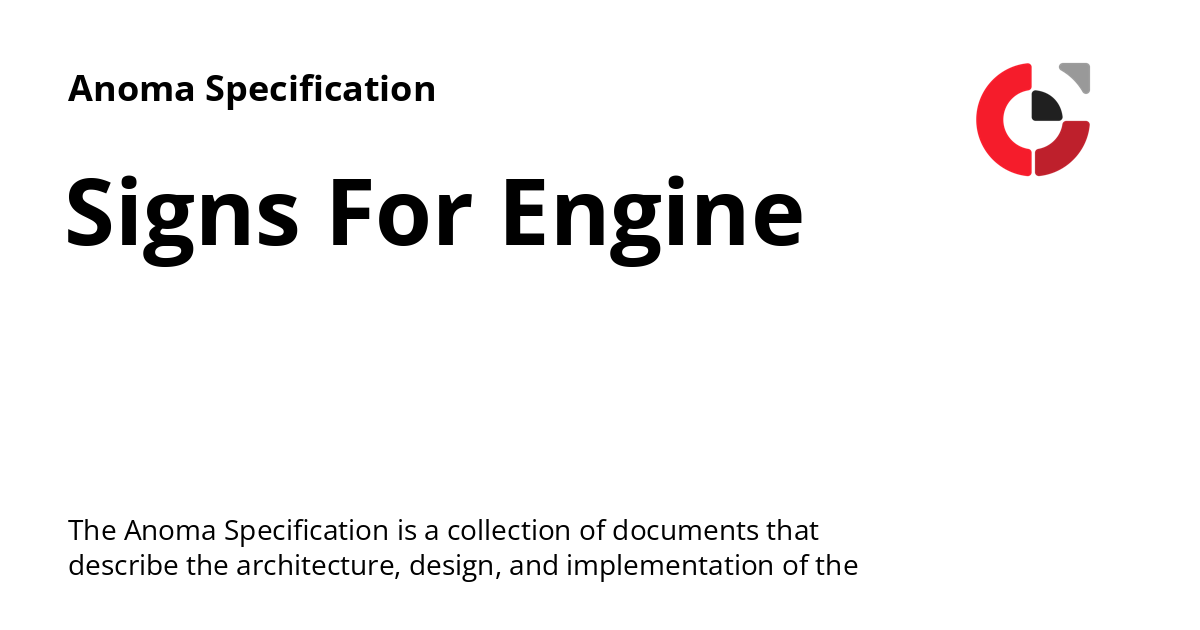 Anoma Specification
Signs For Engine
The Anoma Specification is a collection of documents that
describe the architecture, design, and implementation of the